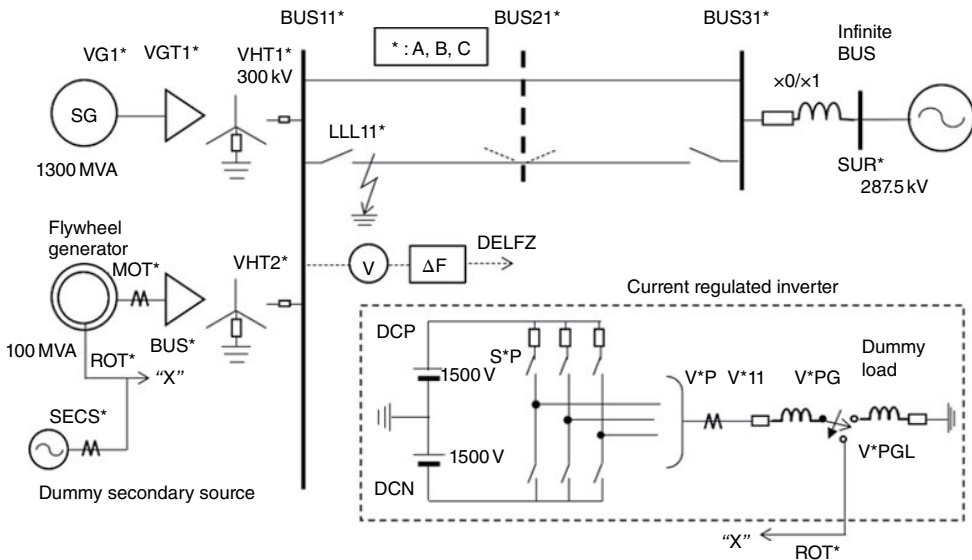 BUS11*
BUS21*
BUS31*
* : A, B, C
Infinite
BUS
VG1*
VGT1*
VHT1*
300 kV
×0/×1
SG
LLL11*
1300 MVA
SUR*
287.5 kV
Flywheel
generator
MOT*
VHT2*
V
ΔF
DELFZ
100 MVA
ROT*
BUS*
"X"
SECS*
Dummy secondary source
Current regulated inverter
DCP
1500 V
S*P
V*P
V*11
V*PG
Dummy
load
1500 V
DCN
V*PGL
"X"
ROT*